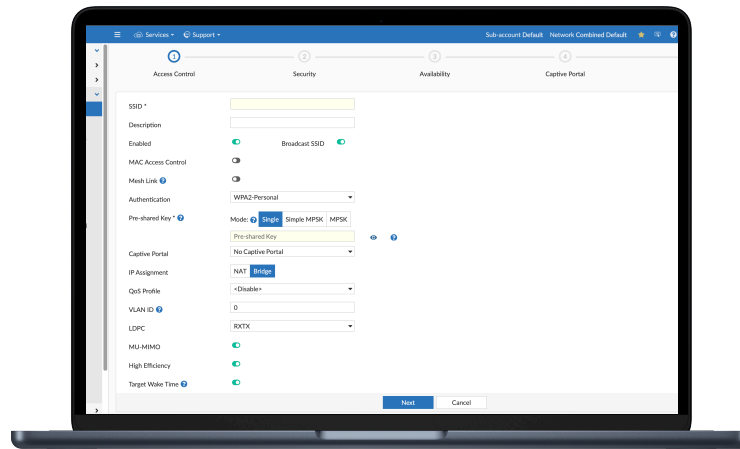 Services Support Sub-account Default Network Combined Default
1 2 3 4
Access Control Security Availability Captive Portal
SSID *
Description
Enabled Broadcast SSID
MAC Access Control
Mesh Link ?
Authentication WPA2-Personal
Pre-shared Key * ? Mode: ? Single Simple MPSK MPSK
Pre-shared Key ?
Captive Portal No Captive Portal
IP Assignment NAT Bridge
QoS Profile <Disable>
VLAN ID ? 0
LDPC RXTX
MU-MIMO
High Efficiency
Target Wake Time ?
Next Cancel